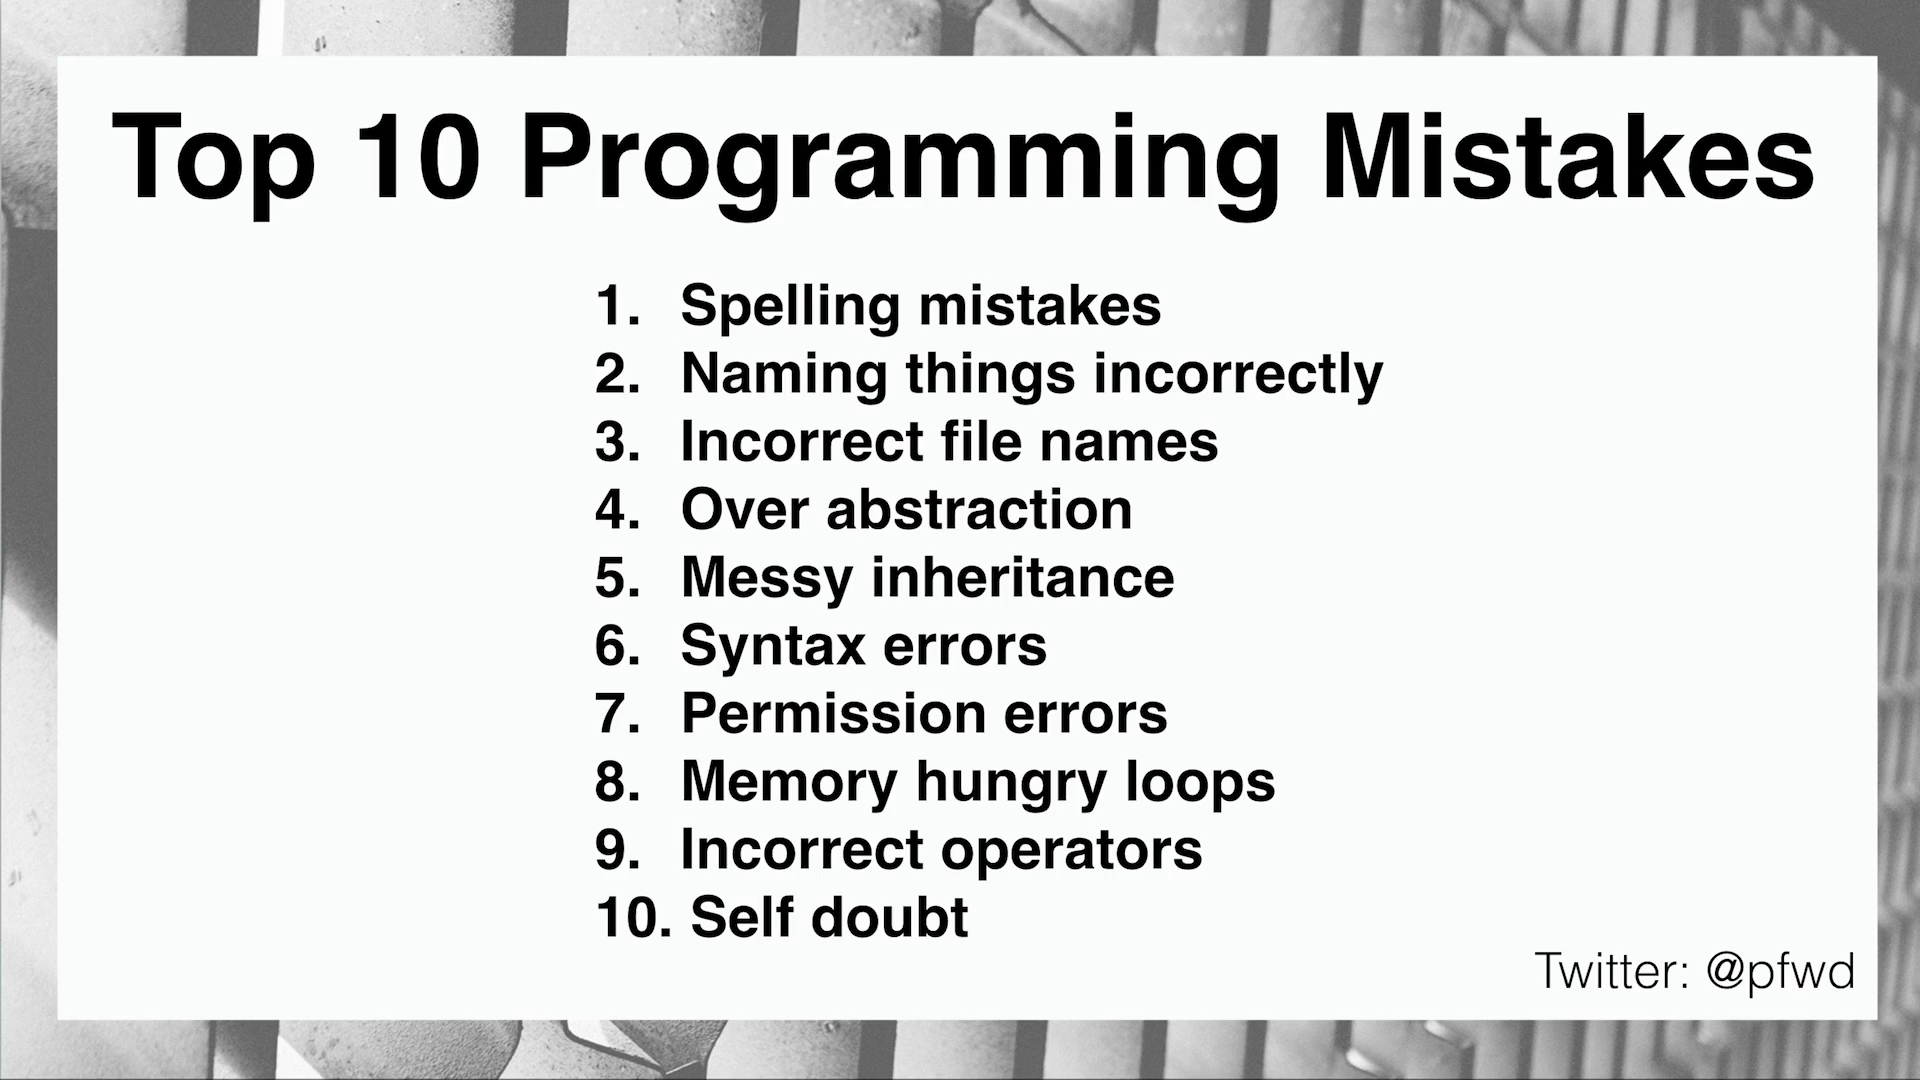 Top 10 Programming Mistakes
1. Spelling mistakes
2. Naming things incorrectly
3. Incorrect file names
4. Over abstraction
5. Messy inheritance
6. Syntax errors
7. Permission errors
8. Memory hungry loops
9. Incorrect operators
10. Self doubt
Twitter: @pfwd